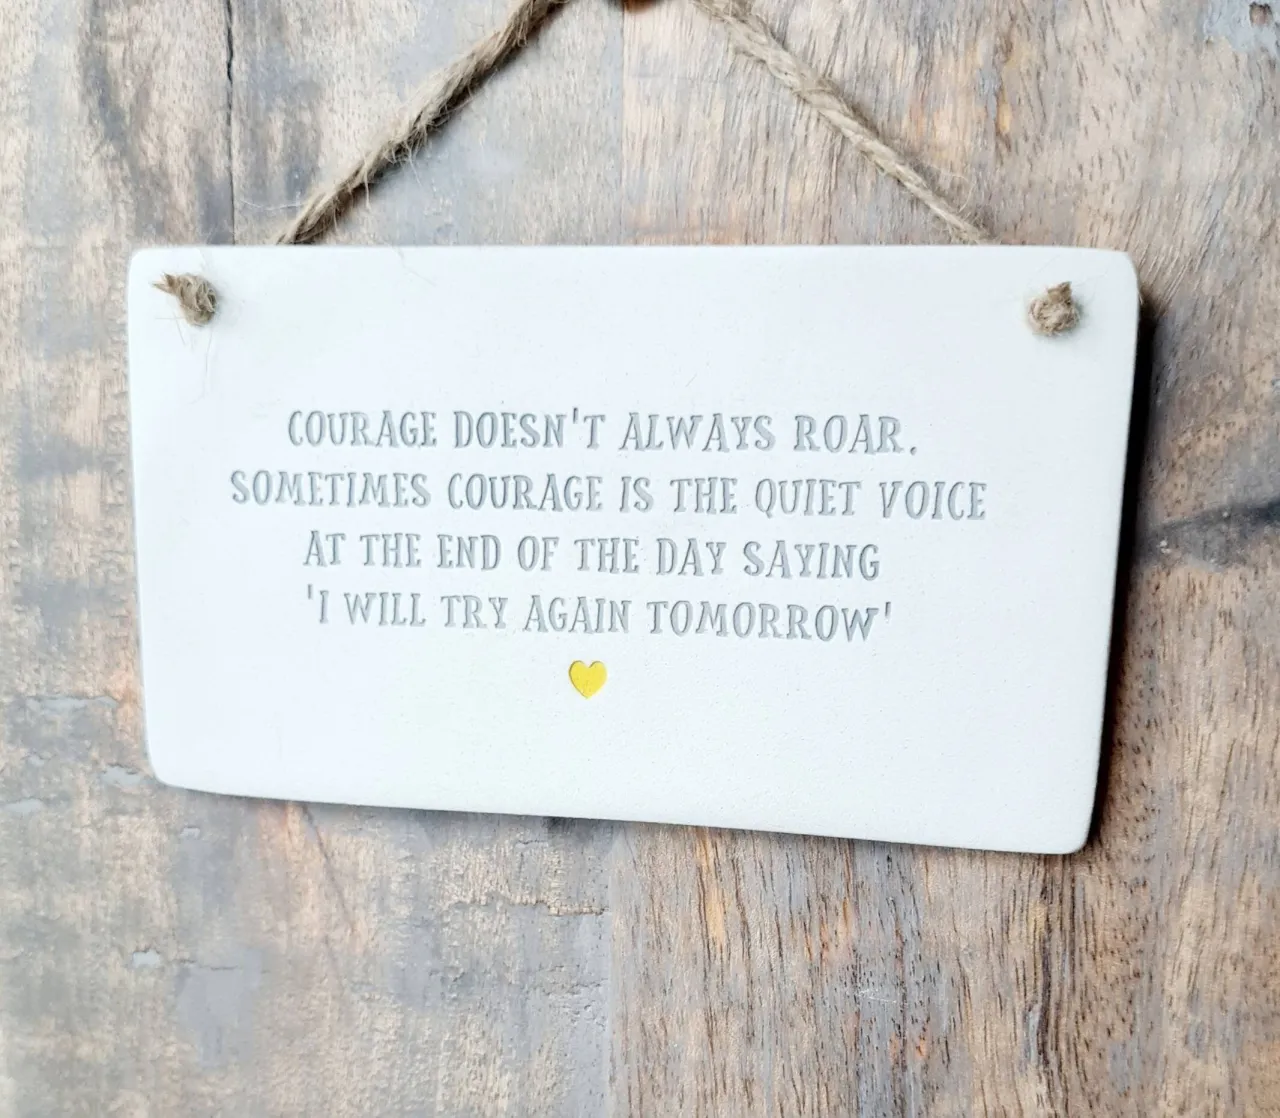 COURAGE DOESN'T ALWAYS ROAR.
SOMETIMES COURAGE IS THE QUIET VOICE
AT THE END OF THE DAY SAYING
'I WILL TRY AGAIN TOMORROW'